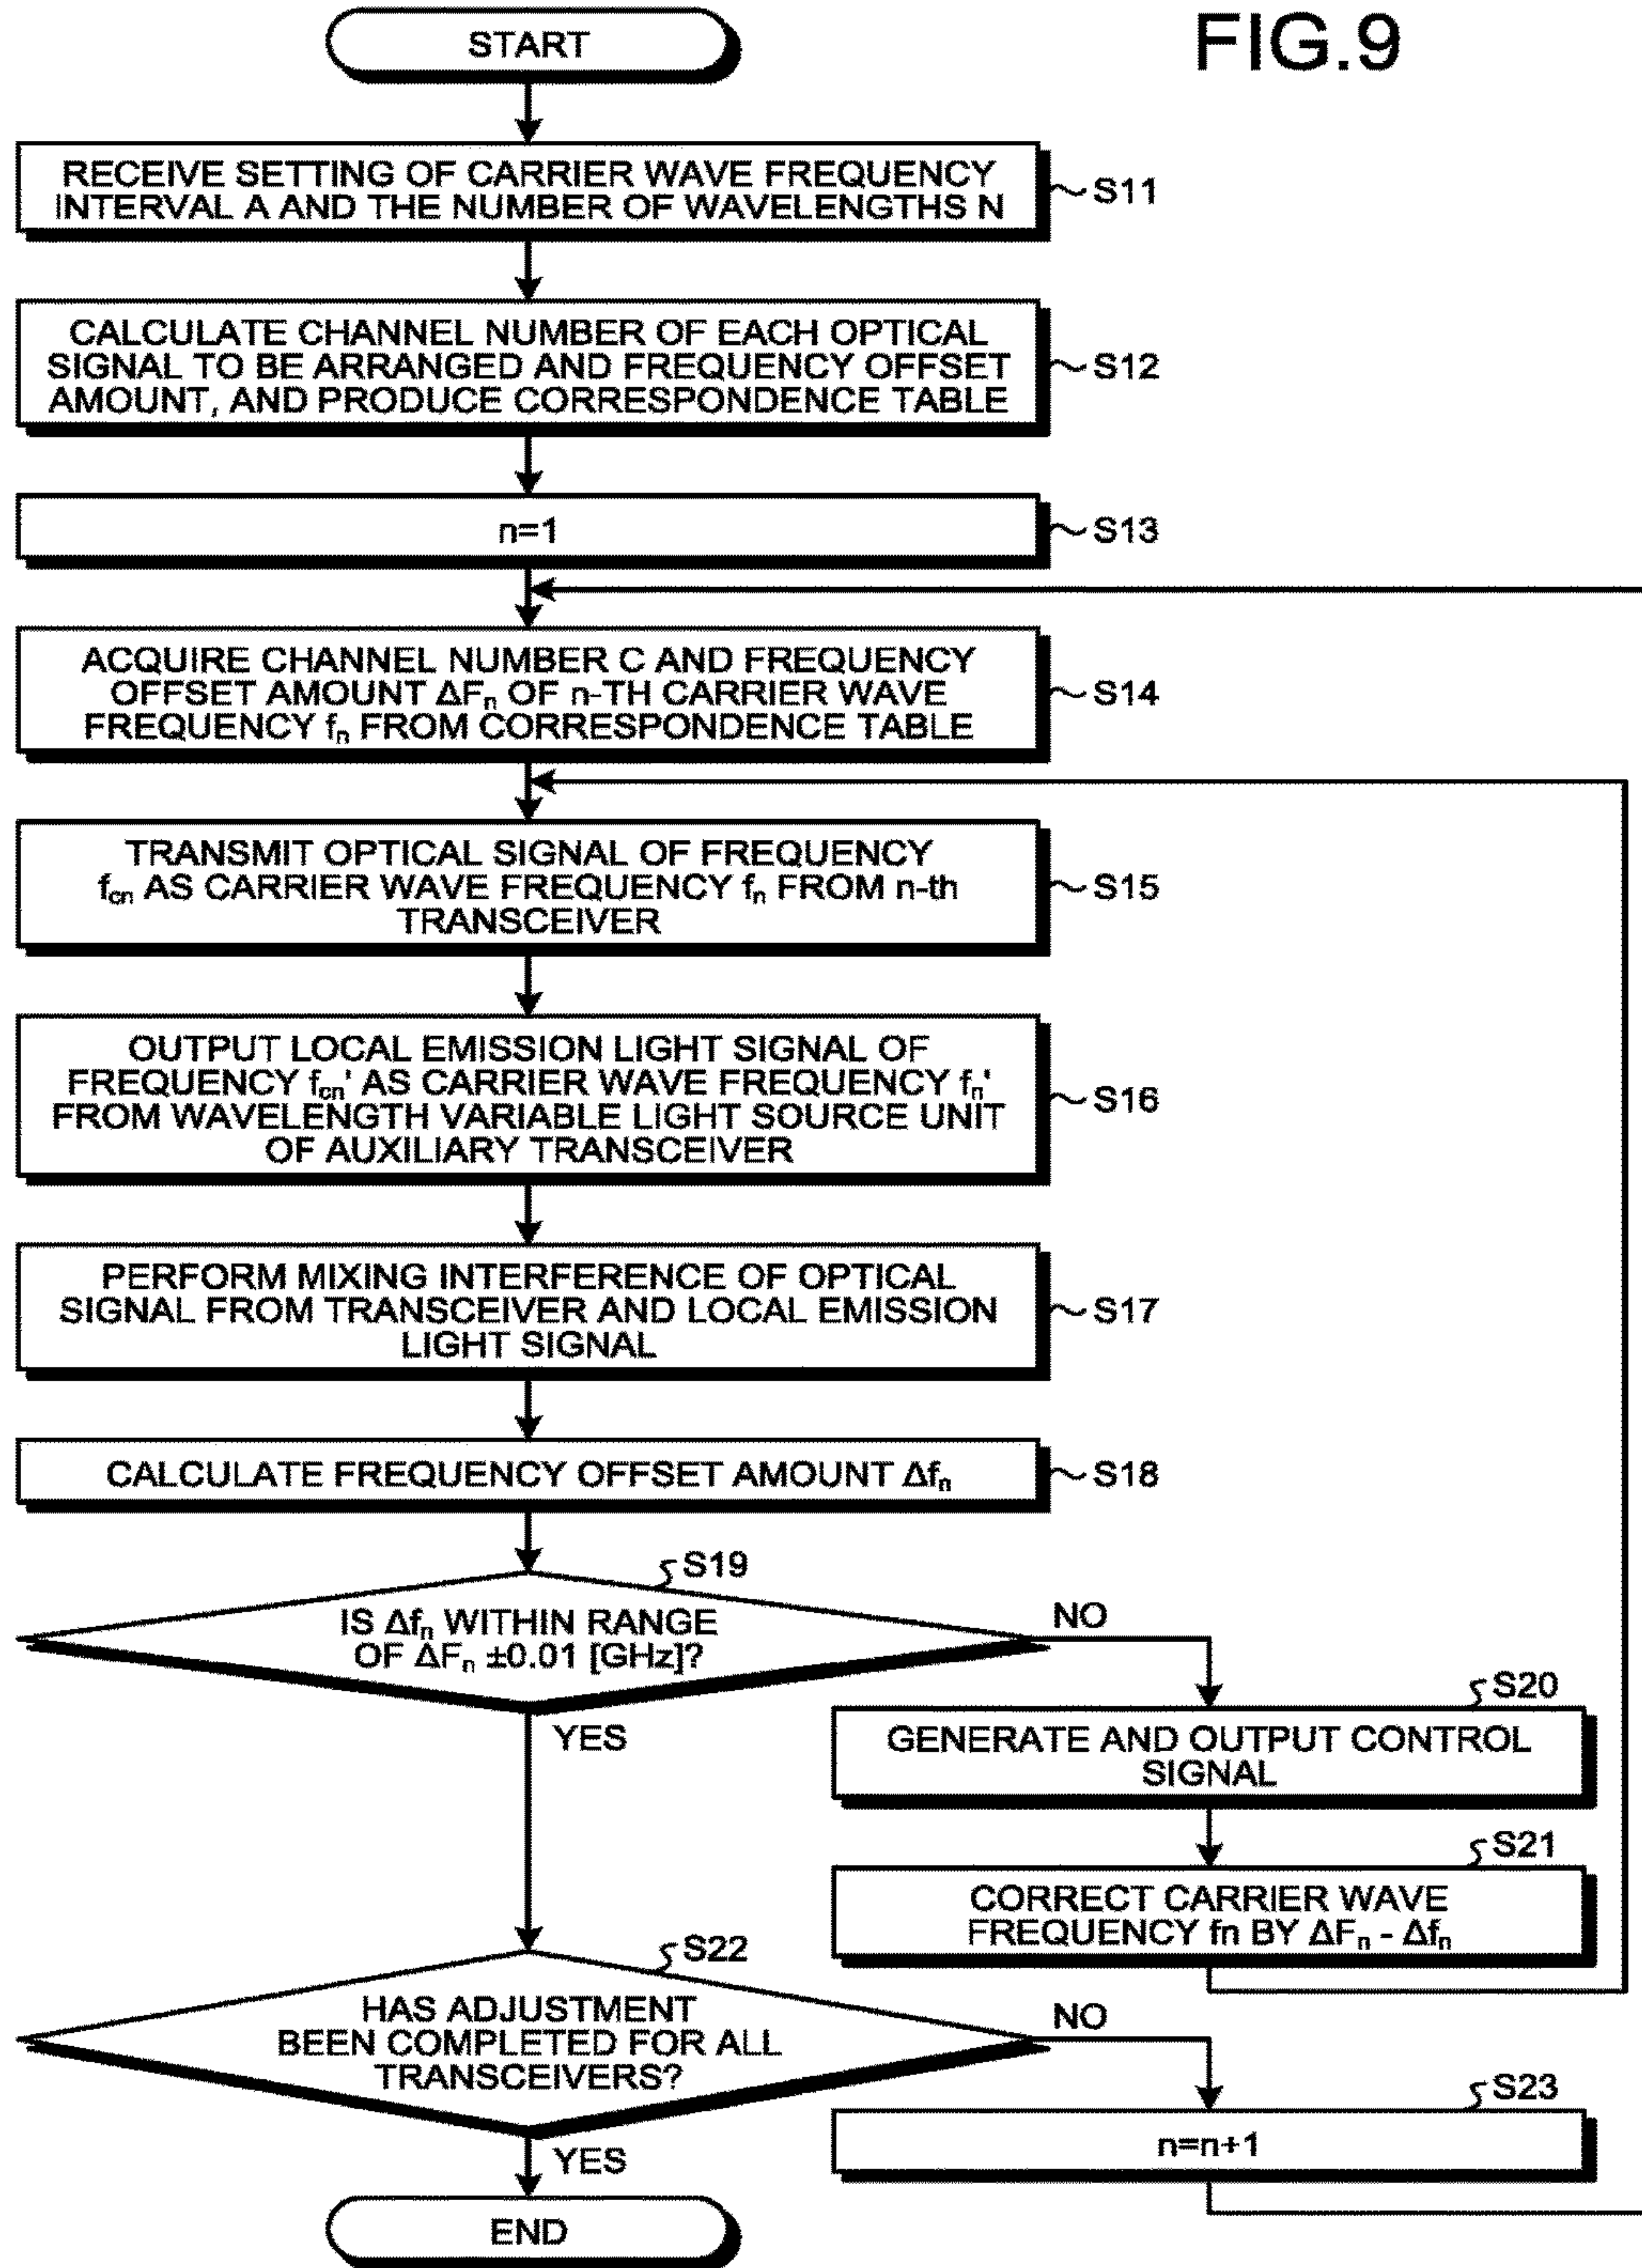 FIG.9
START
RECEIVE SETTING OF CARRIER WAVE FREQUENCY
INTERVAL A AND THE NUMBER OF WAVELENGTHS N
S11
CALCULATE CHANNEL NUMBER OF EACH OPTICAL
SIGNAL TO BE ARRANGED AND FREQUENCY OFFSET
AMOUNT, AND PRODUCE CORRESPONDENCE TABLE
S12
n=1
S13
ACQUIRE CHANNEL NUMBER C AND FREQUENCY
OFFSET AMOUNT ΔFn OF n-TH CARRIER WAVE
FREQUENCY fn FROM CORRESPONDENCE TABLE
S14
TRANSMIT OPTICAL SIGNAL OF FREQUENCY
fcn AS CARRIER WAVE FREQUENCY fn FROM n-th
TRANSCEIVER
S15
OUTPUT LOCAL EMISSION LIGHT SIGNAL OF
FREQUENCY fcn' AS CARRIER WAVE FREQUENCY fn'
FROM WAVELENGTH VARIABLE LIGHT SOURCE UNIT
OF AUXILIARY TRANSCEIVER
S16
PERFORM MIXING INTERFERENCE OF OPTICAL
SIGNAL FROM TRANSCEIVER AND LOCAL EMISSION
LIGHT SIGNAL
S17
CALCULATE FREQUENCY OFFSET AMOUNT Δfn
S18
S19
IS Δfn WITHIN RANGE
OF ΔFn ±0.01 [GHz]?
NO
YES
S20
GENERATE AND OUTPUT CONTROL
SIGNAL
S21
CORRECT CARRIER WAVE
FREQUENCY fn BY ΔFn - Δfn
S22
HAS ADJUSTMENT
BEEN COMPLETED FOR ALL
TRANSCEIVERS?
NO
YES
S23
n=n+1
END